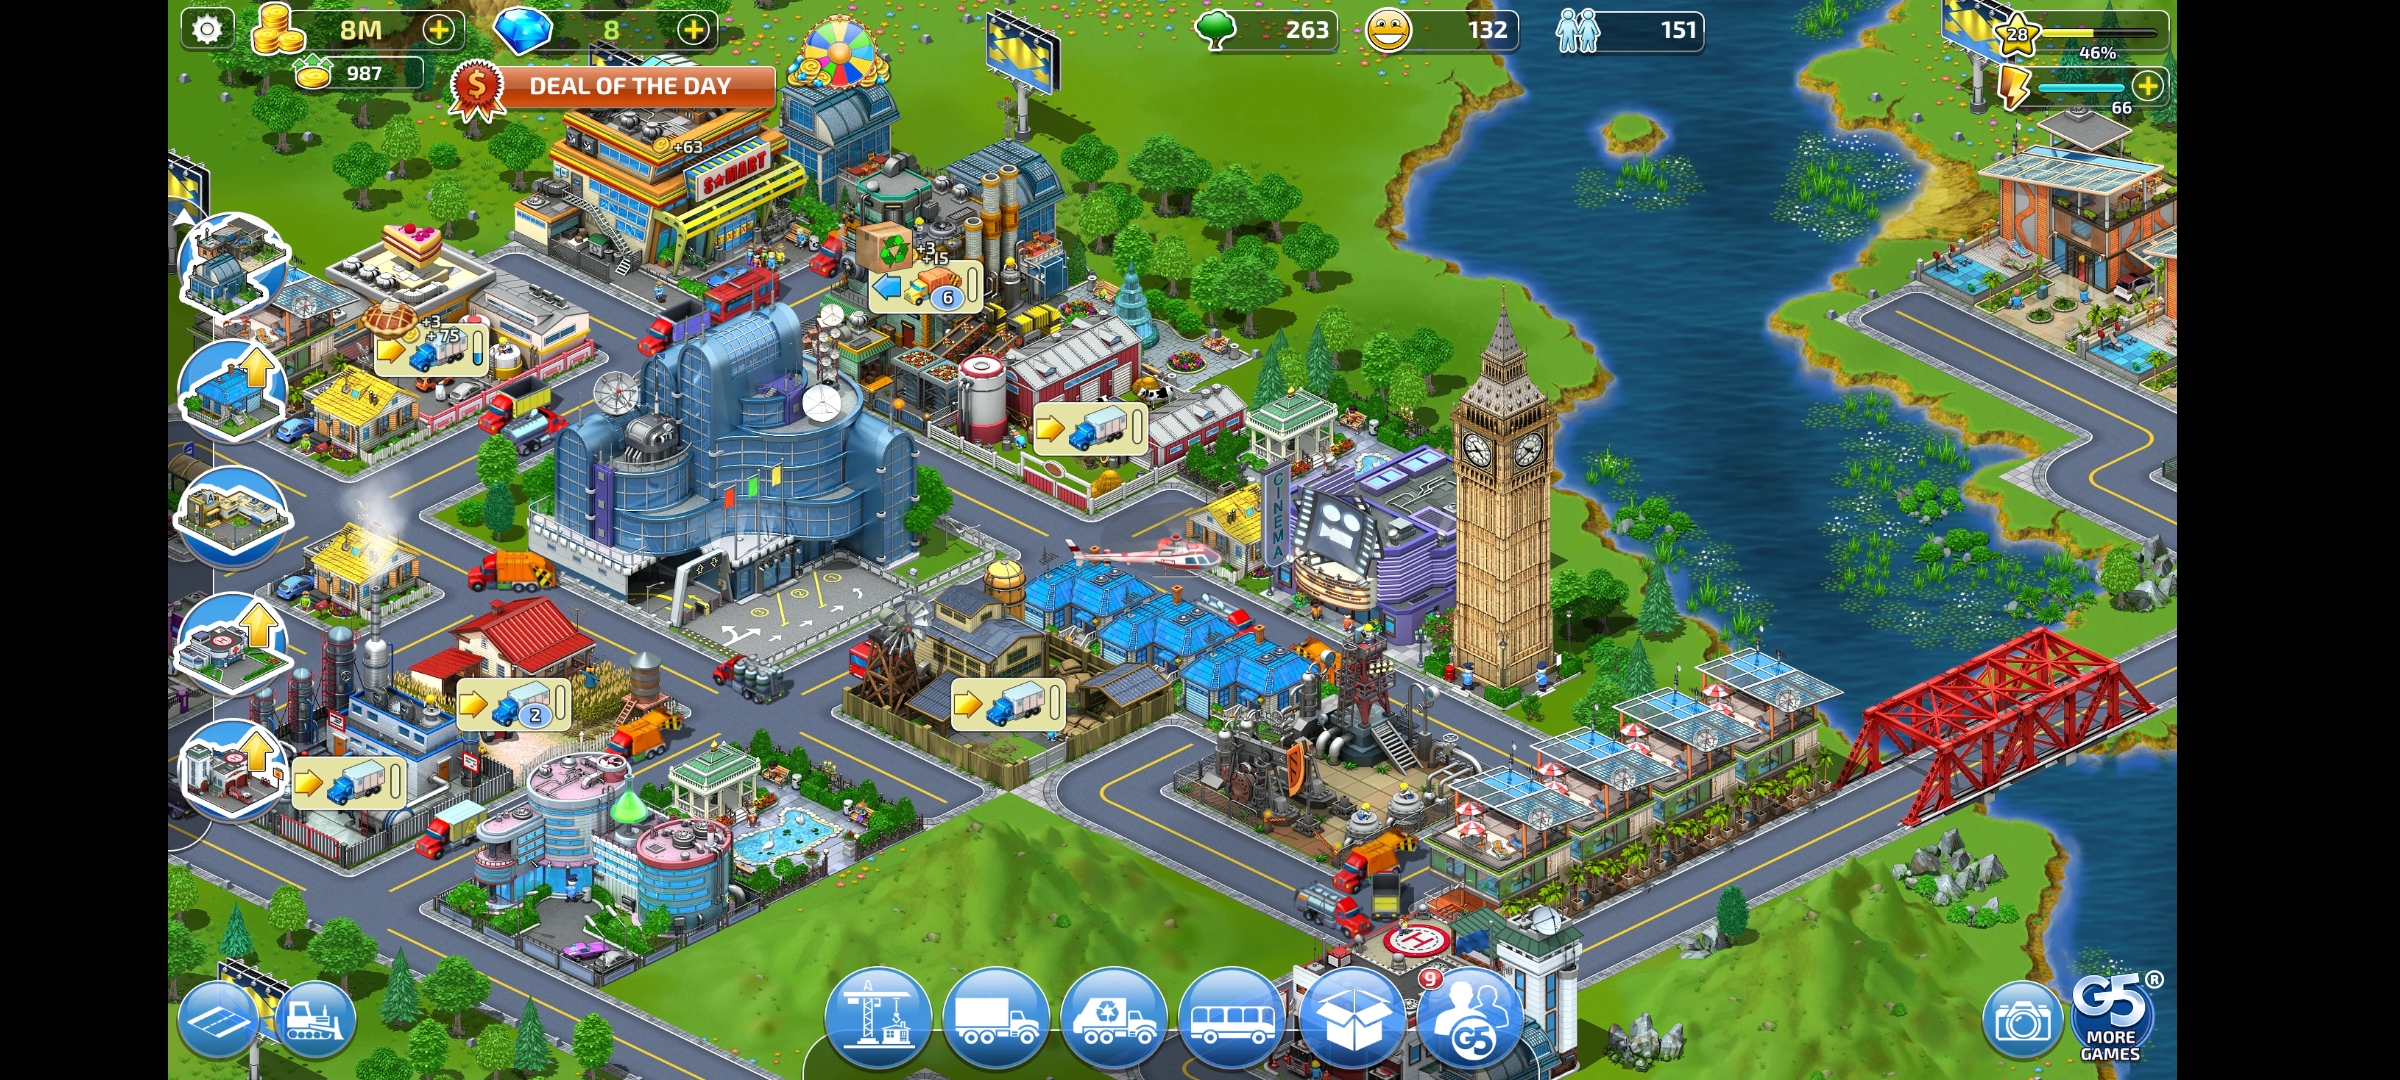 8M
8
263
132
151
28
46%
987
DEAL OF THE DAY
66
+63
S★MART
+3
+15
6
+3
+75
CINEMA
2
H
9
G5
G5®
MORE
GAMES